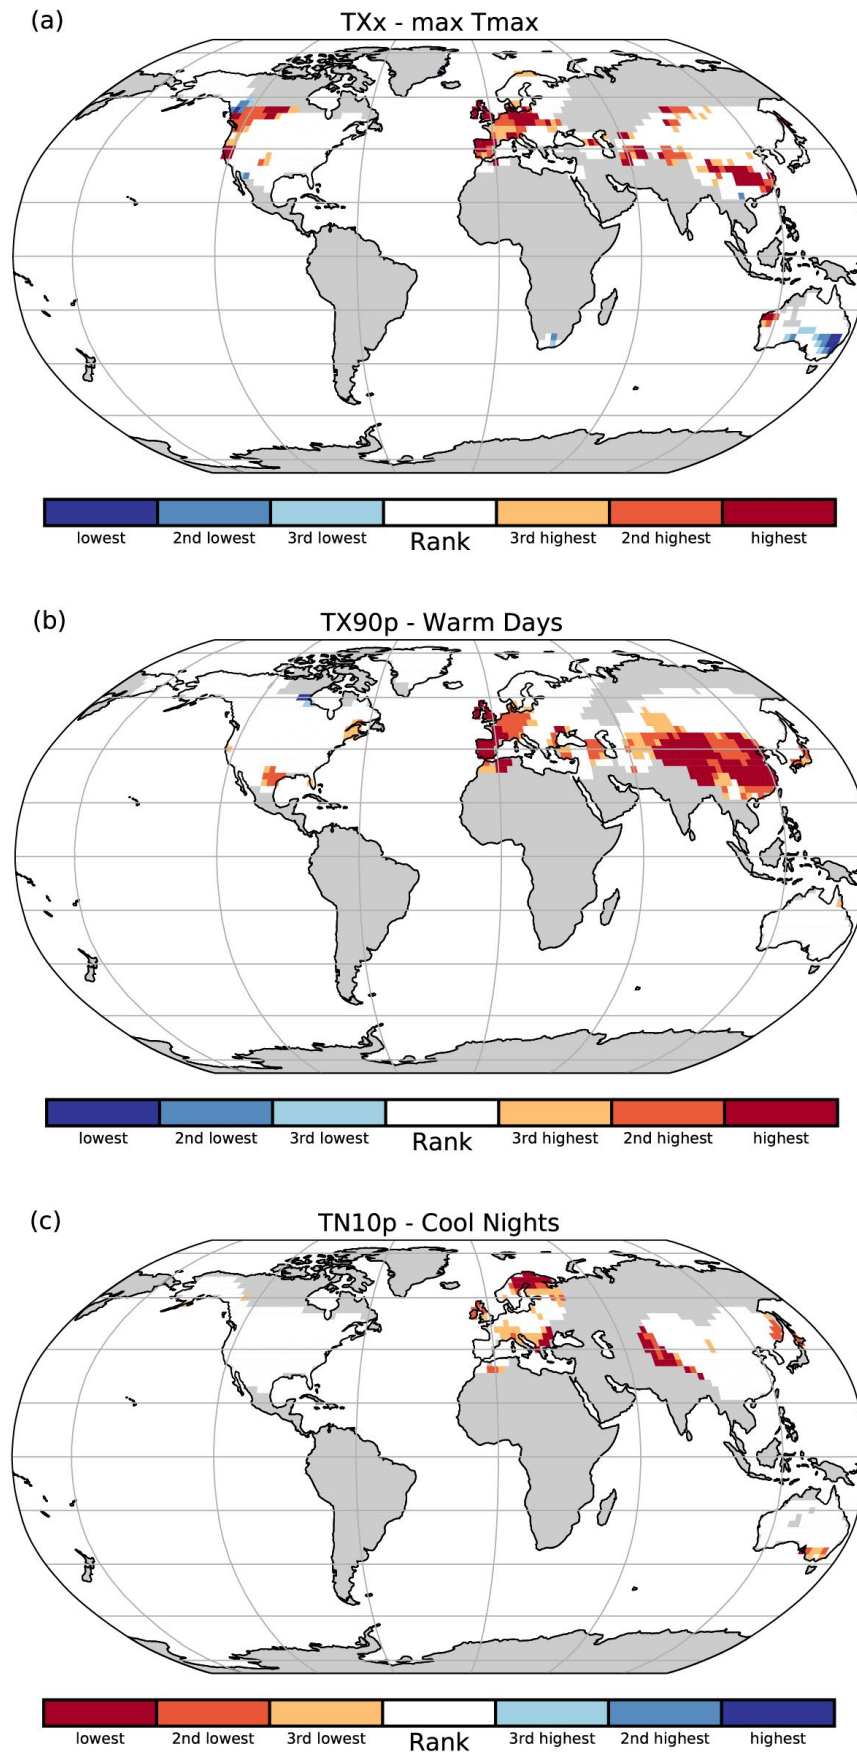 (a)
TXx - max Tmax
lowest 2nd lowest 3rd lowest Rank 3rd highest 2nd highest highest
(b)
TX90p - Warm Days
lowest 2nd lowest 3rd lowest Rank 3rd highest 2nd highest highest
(c)
TN10p - Cool Nights
lowest 2nd lowest 3rd lowest Rank 3rd highest 2nd highest highest